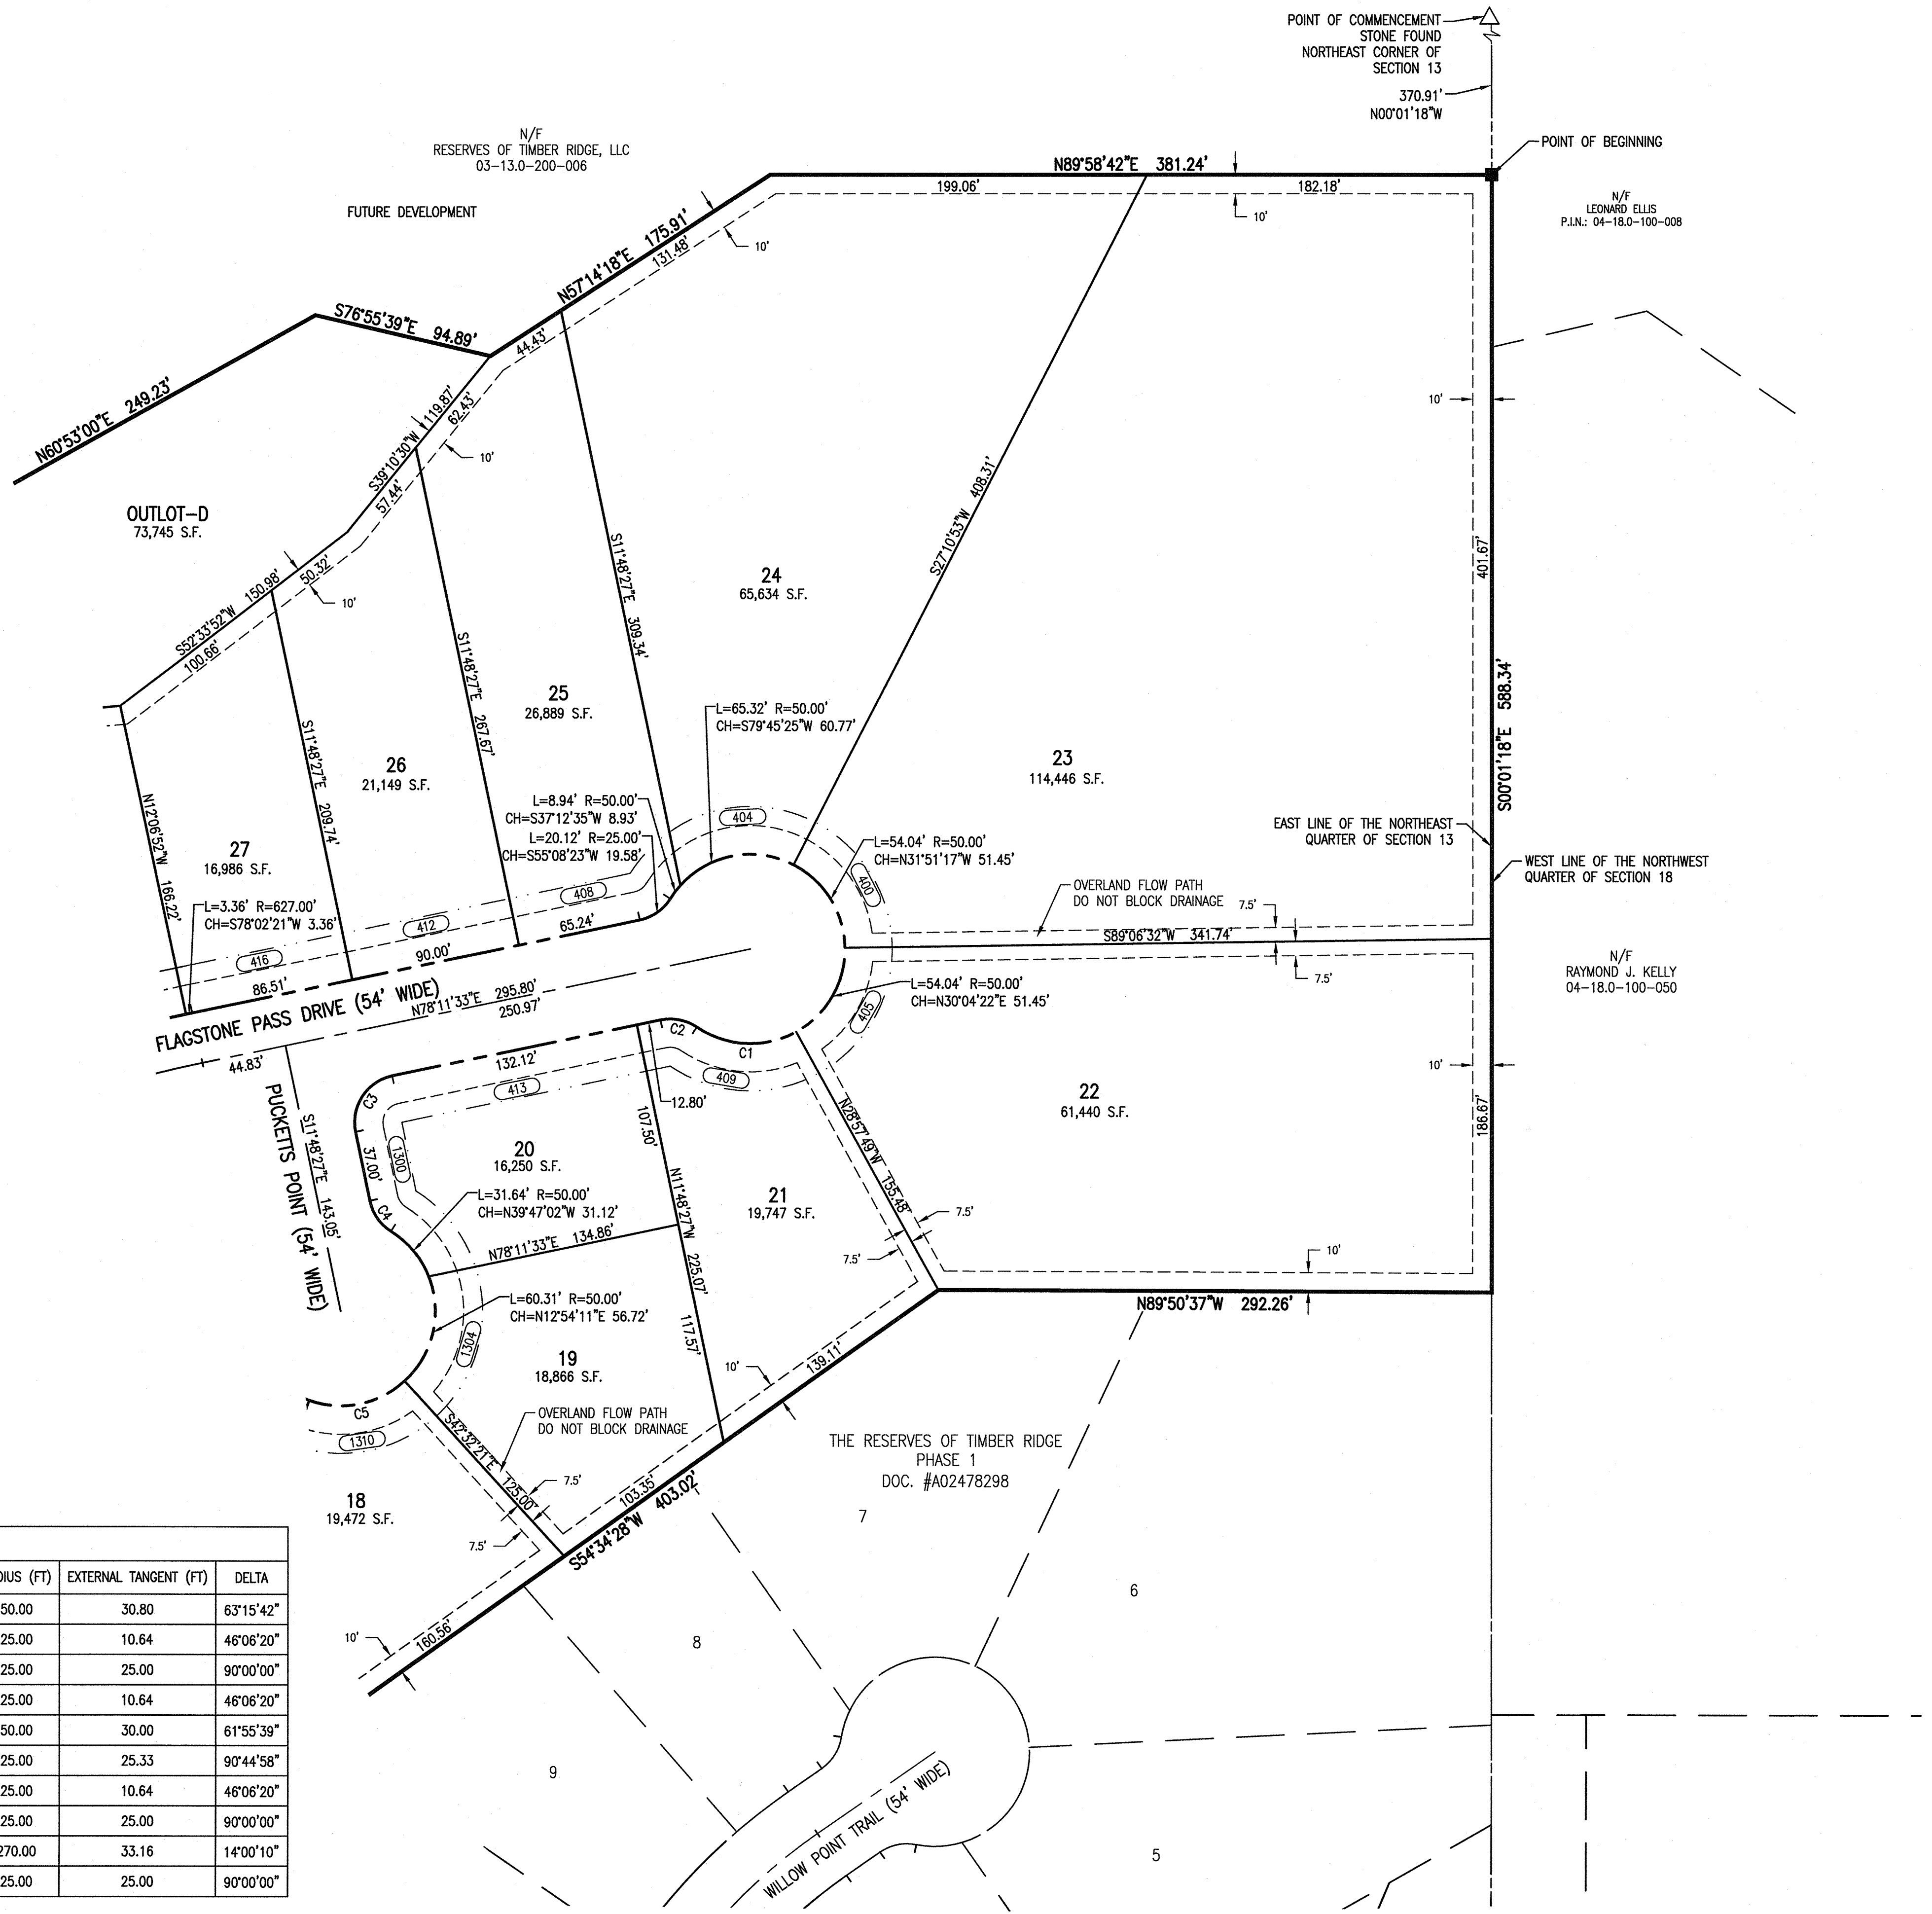 POINT OF COMMENCEMENT
STONE FOUND
NORTHEAST CORNER OF
SECTION 13
370.91'
N00°01'18"W
POINT OF BEGINNING
N/F
RESERVES OF TIMBER RIDGE, LLC
03-13.0-200-006
FUTURE DEVELOPMENT
N89°58'42"E 381.24'
199.06'
182.18'
10'
N/F
LEONARD ELLIS
P.I.N.: 04-18.0-100-008
N57°14'18"E 175.91'
131.48'
10'
44.43'
S76°55'39"E 94.89'
N60°53'00"E 249.23'
S39°10'30"W 119.87'
62.43'
57.44'
10'
OUTLOT-D
73,745 S.F.
S52°33'52"W 150.98'
50.32'
100.66'
10'
10'
S27°10'53"W 408.31'
401.67'
S00°01'18"E 588.34'
24
65,634 S.F.
S11°48'27"E 309.34'
S11°48'27"E 267.67'
S11°48'27"E 209.74'
N12°06'52"W 166.22'
25
26,889 S.F.
26
21,149 S.F.
27
16,986 S.F.
23
114,446 S.F.
L=65.32' R=50.00'
CH=S79°45'25"W 60.77'
L=8.94' R=50.00'
CH=S37°12'35"W 8.93'
L=20.12' R=25.00'
CH=S55°08'23"W 19.58'
L=54.04' R=50.00'
CH=N31°51'17"W 51.45'
L=3.36' R=627.00'
CH=S78°02'21"W 3.36'
404
400
408
412
416
EAST LINE OF THE NORTHEAST
QUARTER OF SECTION 13
WEST LINE OF THE NORTHWEST
QUARTER OF SECTION 18
OVERLAND FLOW PATH
DO NOT BLOCK DRAINAGE
7.5'
S89°06'32"W 341.74'
7.5'
65.24'
90.00'
86.51'
FLAGSTONE PASS DRIVE (54' WIDE)
N78°11'33"E 295.80'
250.97'
44.83'
L=54.04' R=50.00'
CH=N30°04'22"E 51.45'
405
N/F
RAYMOND J. KELLY
04-18.0-100-050
C2
C1
409
132.12'
413
12.80'
C3
37.00'
1300
C4
PUCKETTS POINT (54' WIDE)
S11°48'27"E 143.05'
10'
186.67'
22
61,440 S.F.
N28°57'49"W 155.48'
7.5'
7.5'
107.50'
N11°48'27"W 225.07'
117.57'
20
16,250 S.F.
L=31.64' R=50.00'
CH=N39°47'02"W 31.12'
N78°11'33"E 134.86'
21
19,747 S.F.
10'
N89°50'37"W 292.26'
L=60.31' R=50.00'
CH=N12°54'11"E 56.72'
1304
19
18,866 S.F.
10'
139.11'
C5
1310
OVERLAND FLOW PATH
DO NOT BLOCK DRAINAGE
S42°32'21"E 125.00'
7.5'
7.5'
103.35'
S54°34'28"W 403.02'
18
19,472 S.F.
10'
160.56'
THE RESERVES OF TIMBER RIDGE
PHASE 1
DOC. #A02478298
7
6
8
9
5
WILLOW POINT TRAIL (54' WIDE)
DIUS (FT) EXTERNAL TANGENT (FT) DELTA
50.00 30.80 63°15'42"
25.00 10.64 46°06'20"
25.00 25.00 90°00'00"
25.00 10.64 46°06'20"
50.00 30.00 61°55'39"
25.00 25.33 90°44'58"
25.00 10.64 46°06'20"
25.00 25.00 90°00'00"
270.00 33.16 14°00'10"
25.00 25.00 90°00'00"